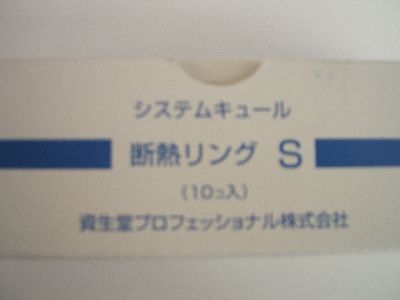 システムキュール
断熱リング S
（10コ入）
資生堂プロフェッショナル株式会社